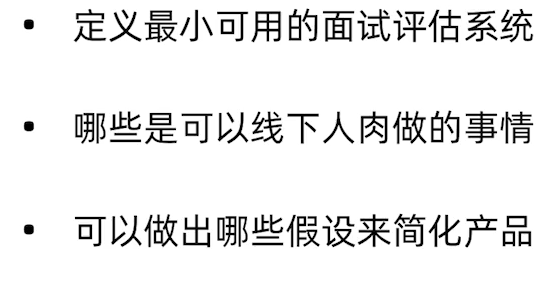 • 定义最小可用的面试评估系统
• 哪些是可以线下人肉做的事情
• 可以做出哪些假设来简化产品